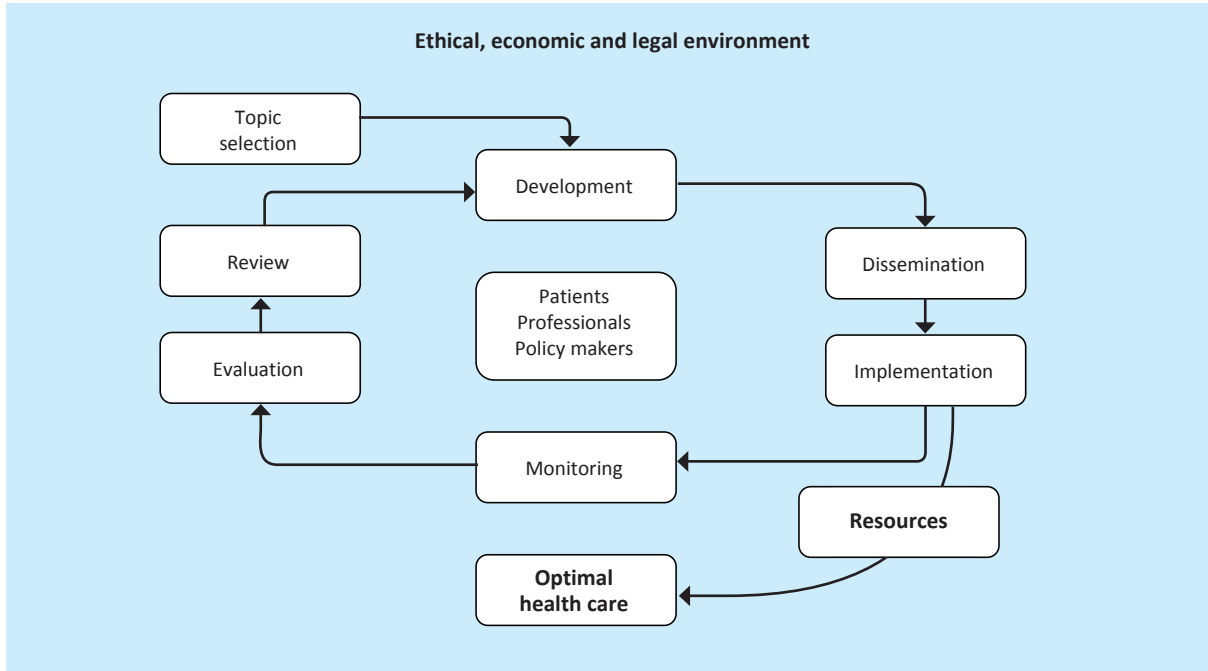 Ethical, economic and legal environment
Topic
selection
Development
Review
Dissemination
Patients
Professionals
Policy makers
Evaluation
Implementation
Monitoring
Resources
Optimal
health care